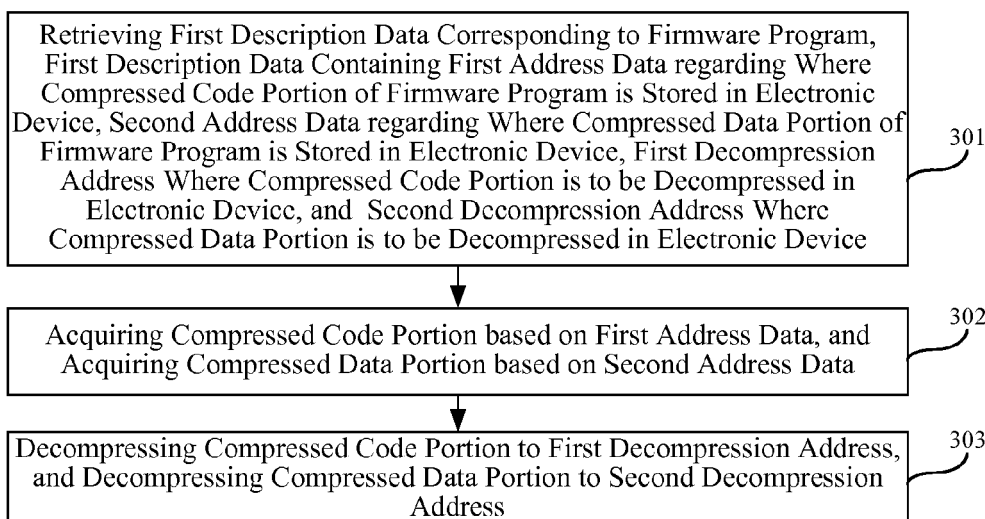 Retrieving First Description Data Corresponding to Firmware Program,
First Description Data Containing First Address Data regarding Where
Compressed Code Portion of Firmware Program is Stored in Electronic
Device, Second Address Data regarding Where Compressed Data Portion of
Firmware Program is Stored in Electronic Device, First Decompression
Address Where Compressed Code Portion is to be Decompressed in
Electronic Device, and Second Decompression Address Where
Compressed Data Portion is to be Decompressed in Electronic Device
301
Acquiring Compressed Code Portion based on First Address Data, and
Acquiring Compressed Data Portion based on Second Address Data
302
Decompressing Compressed Code Portion to First Decompression Address,
and Decompressing Compressed Data Portion to Second Decompression
Address
303